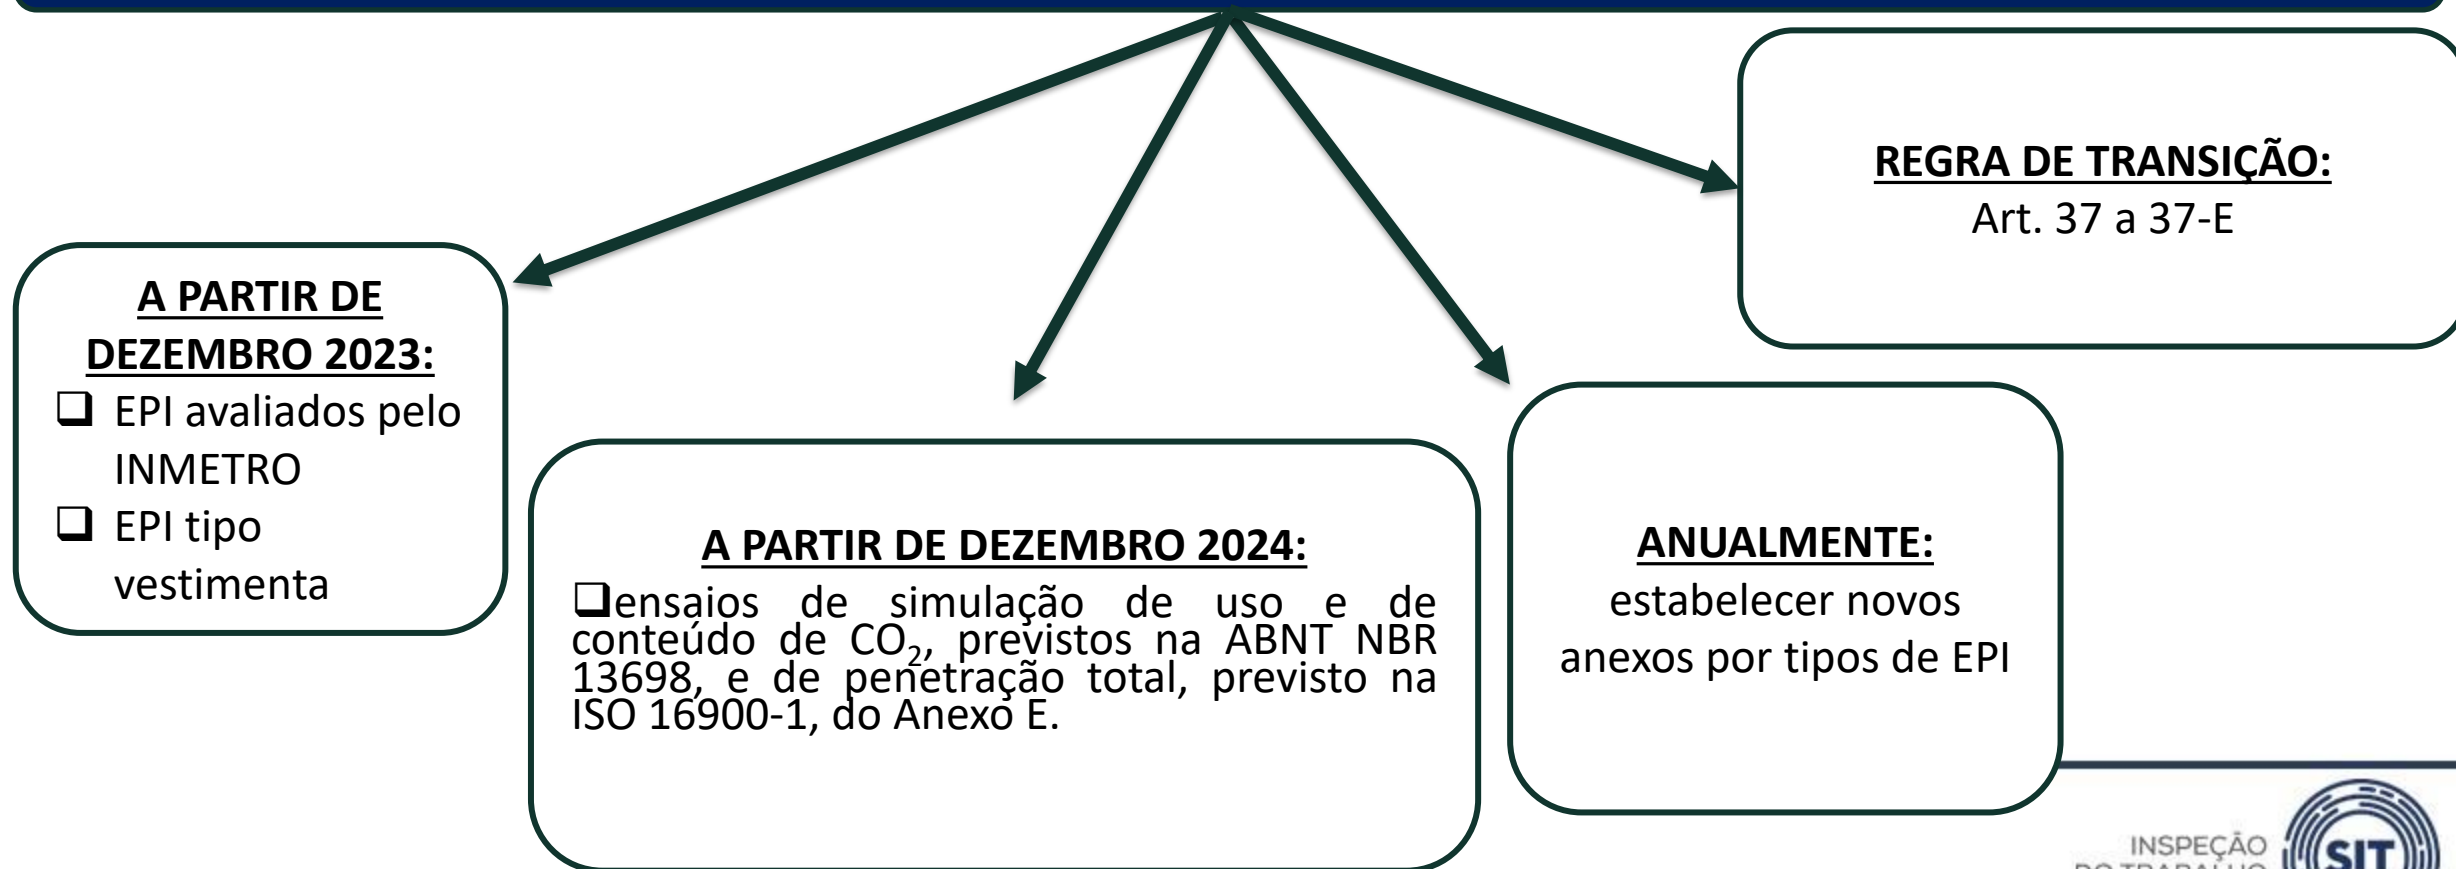 REGRA DE TRANSIÇÃO:
Art. 37 a 37-E
A PARTIR DE
DEZEMBRO 2023:
❑ EPI avaliados pelo
INMETRO
❑ EPI tipo
vestimenta
A PARTIR DE DEZEMBRO 2024:
❑ensaios de simulação de uso e de
conteúdo de CO₂, previstos na ABNT NBR
13698, e de penetração total, previsto na
ISO 16900-1, do Anexo E.
ANUALMENTE:
estabelecer novos
anexos por tipos de EPI
INSPEÇÃO
DO TRABALHO
SIT